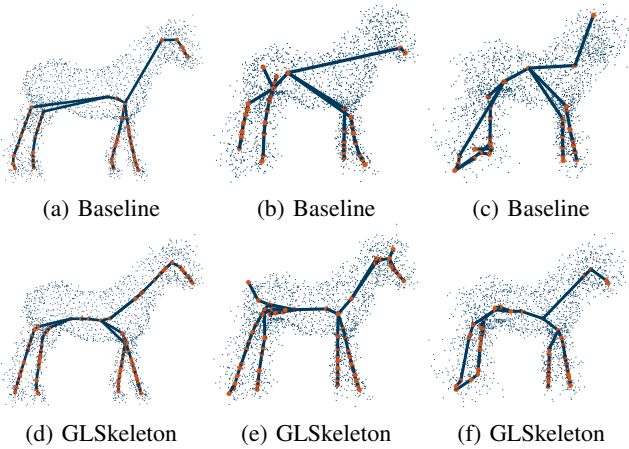 (a) Baseline
(b) Baseline
(c) Baseline
(d) GLSkeleton
(e) GLSkeleton
(f) GLSkeleton